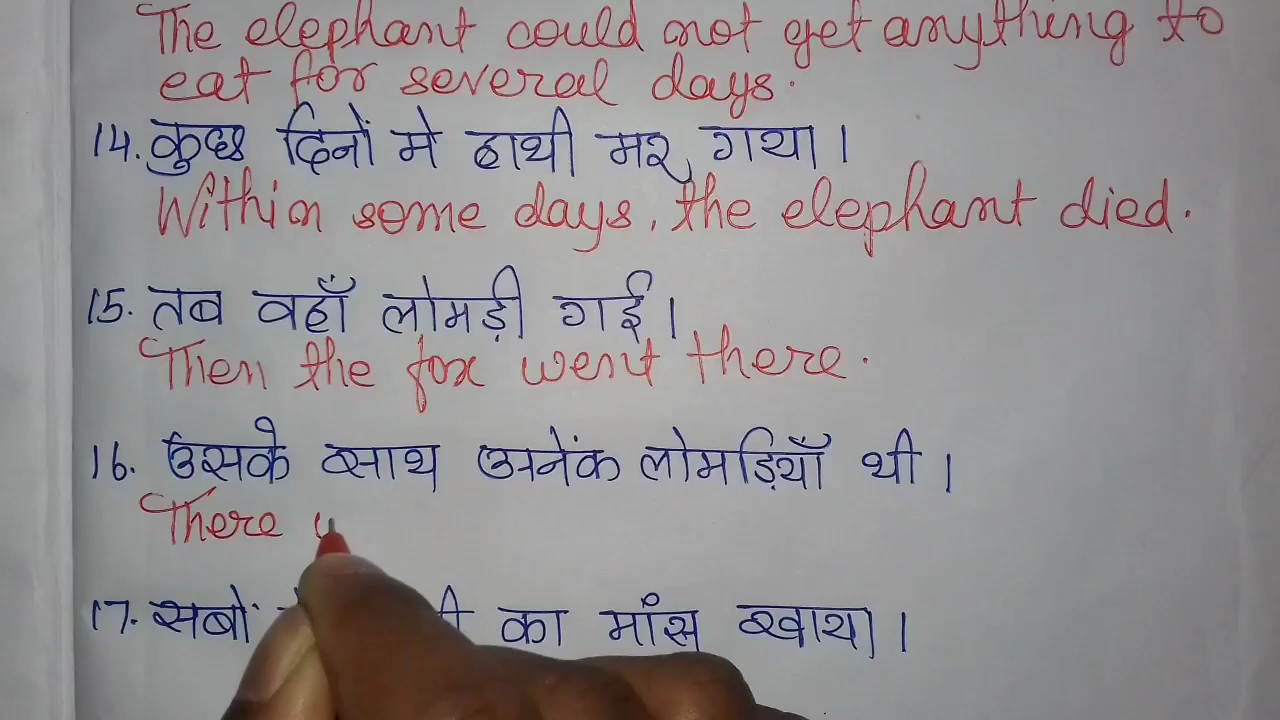 The elephant could not get anything to
eat for several days.
14. कुछ दिनों मे हाथी मर गया।
Within some days, the elephant died.
15. तब वहाँ लोमड़ी गई।
Then the fox went there.
16. उसके साथ अनेंक लोमड़ियाँ थी।
There
17. सबों का माँस खाया।